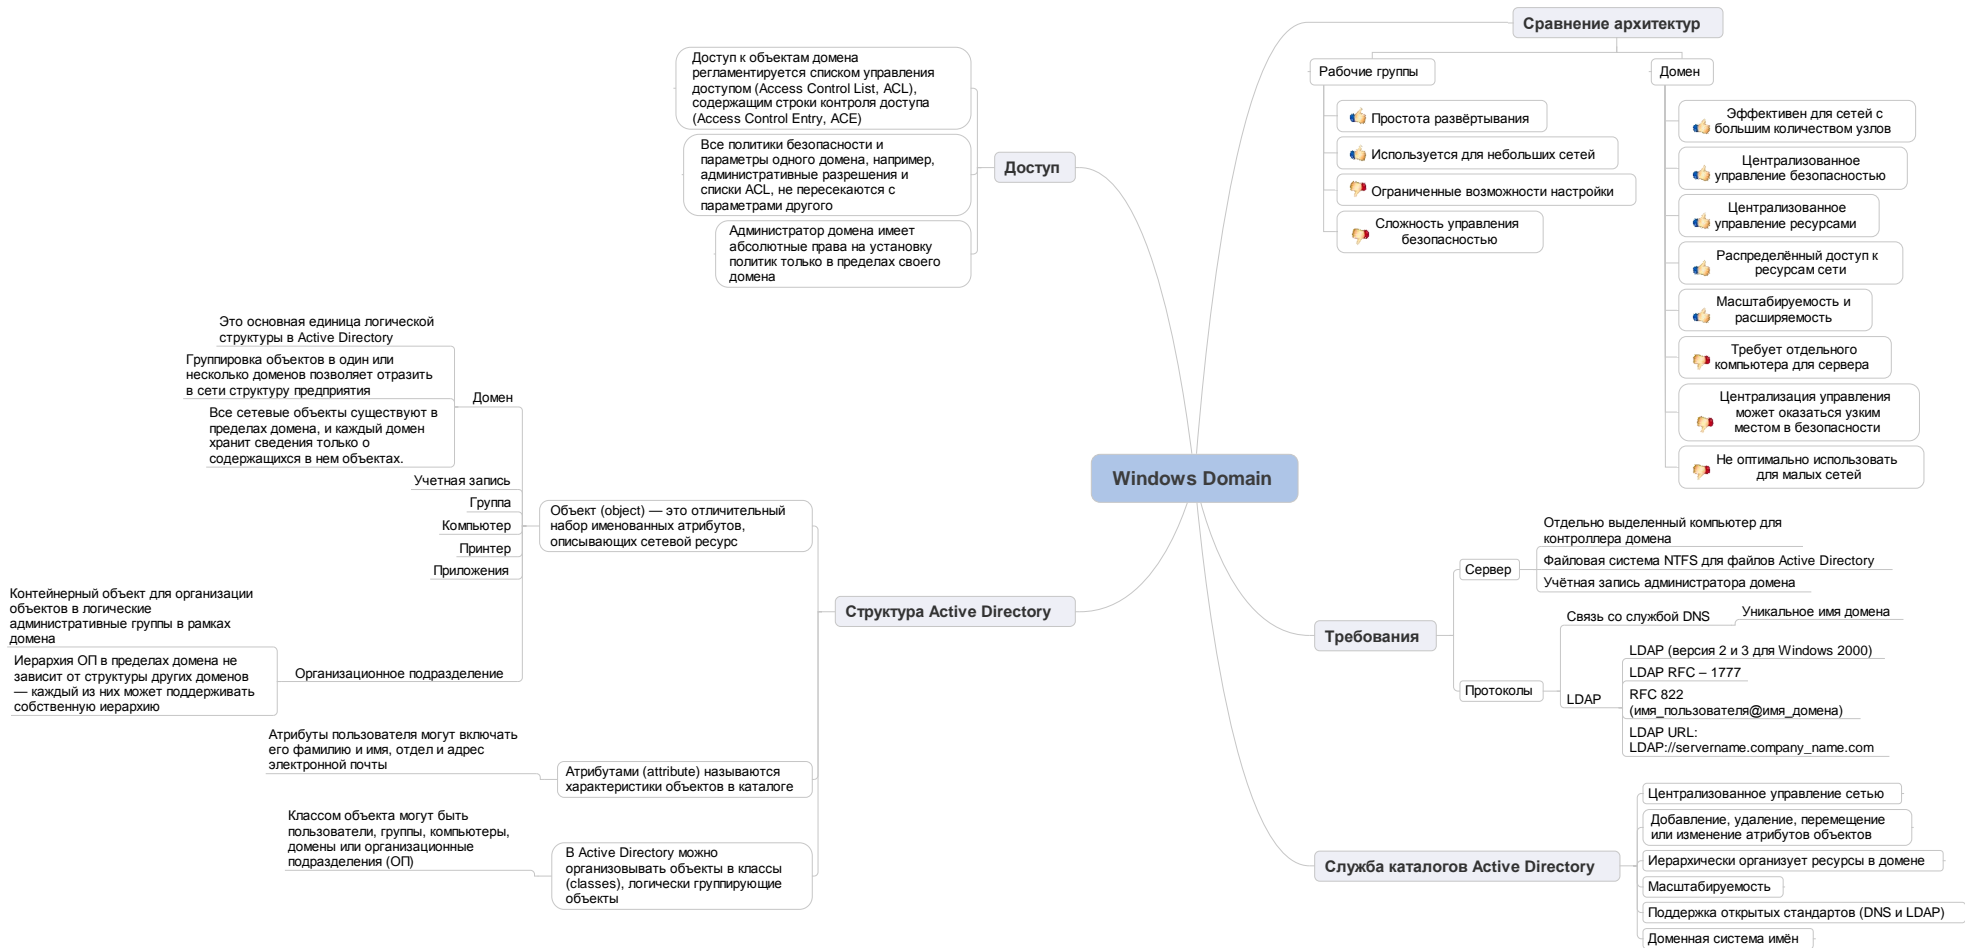 Windows Domain
Сравнение архитектур
Рабочие группы
Простота развёртывания
Используется для небольших сетей
Ограниченные возможности настройки
Сложность управления
безопасностью
Домен
Эффективен для сетей с
большим количеством узлов
Централизованное
управление безопасностью
Централизованное
управление ресурсами
Распределённый доступ к
ресурсам сети
Масштабируемость и
расширяемость
Требует отдельного
компьютера для сервера
Централизация управления
может оказаться узким
местом в безопасности
Не оптимально использовать
для малых сетей
Требования
Сервер
Отдельно выделенный компьютер для
контроллера домена
Файловая система NTFS для файлов Active Directory
Учётная запись администратора домена
Протоколы
Связь со службой DNS
Уникальное имя домена
LDAP
LDAP (версия 2 и 3 для Windows 2000)
LDAP RFC – 1777
RFC 822
(имя_пользователя@имя_домена)
LDAP URL:
LDAP://servername.company_name.com
Служба каталогов Active Directory
Централизованное управление сетью
Добавление, удаление, перемещение
или изменение атрибутов объектов
Иерархически организует ресурсы в домене
Масштабируемость
Поддержка открытых стандартов (DNS и LDAP)
Доменная система имён
Доступ
Доступ к объектам домена
регламентируется списком управления
доступом (Access Control List, ACL),
содержащим строки контроля доступа
(Access Control Entry, ACE)
Все политики безопасности и
параметры одного домена, например,
административные разрешения и
списки ACL, не пересекаются с
параметрами другого
Администратор домена имеет
абсолютные права на установку
политик только в пределах своего
домена
Структура Active Directory
Объект (object) — это отличительный
набор именованных атрибутов,
описывающих сетевой ресурс
Домен
Это основная единица логической
структуры в Active Directory
Группировка объектов в один или
несколько доменов позволяет отразить
в сети структуру предприятия
Все сетевые объекты существуют в
пределах домена, и каждый домен
хранит сведения только о
содержащихся в нем объектах.
Учетная запись
Группа
Компьютер
Принтер
Приложения
Организационное подразделение
Контейнерный объект для организации
объектов в логические
административные группы в рамках
домена
Иерархия ОП в пределах домена не
зависит от структуры других доменов
— каждый из них может поддерживать
собственную иерархию
Атрибутами (attribute) называются
характеристики объектов в каталоге
Атрибуты пользователя могут включать
его фамилию и имя, отдел и адрес
электронной почты
В Active Directory можно
организовывать объекты в классы
(classes), логически группирующие
объекты
Классом объекта могут быть
пользователи, группы, компьютеры,
домены или организационные
подразделения (ОП)